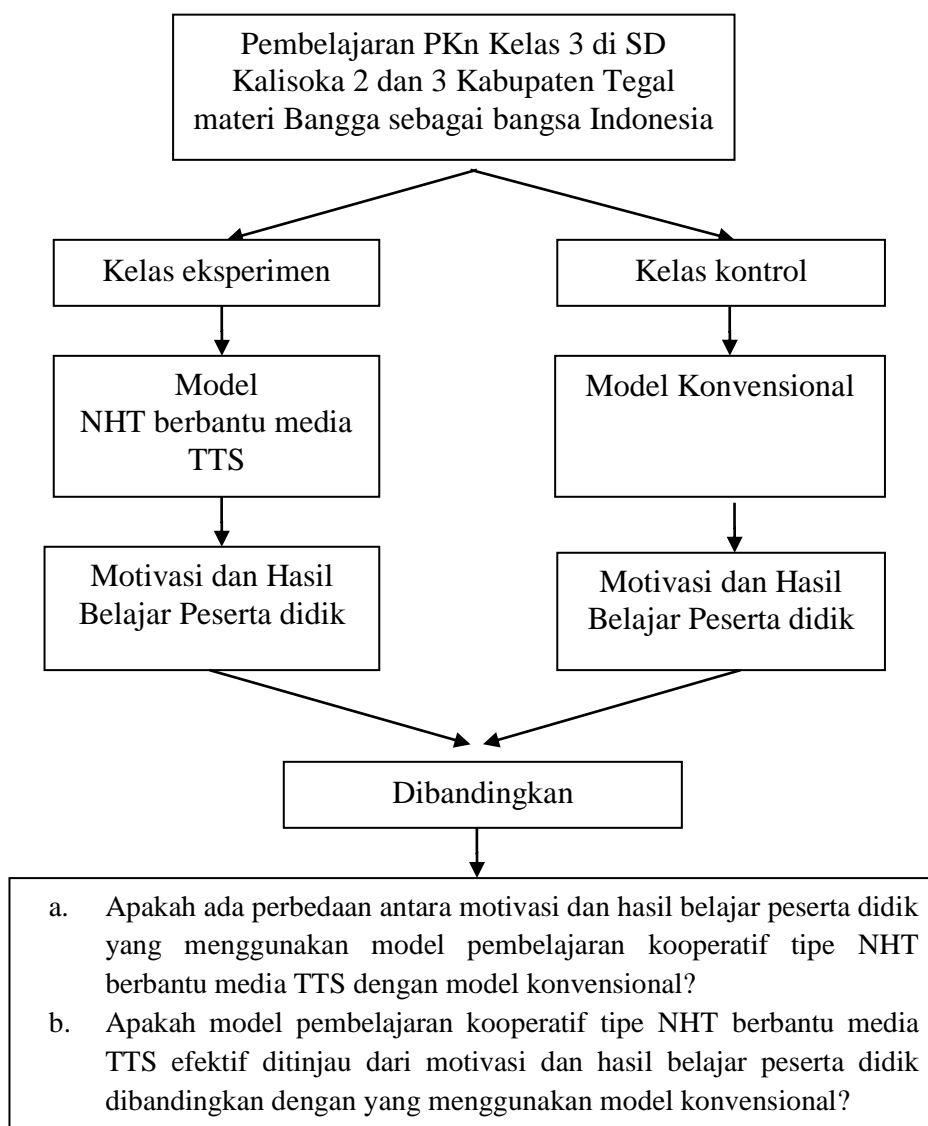 Pembelajaran PKn Kelas 3 di SD
Kalisoka 2 dan 3 Kabupaten Tegal
materi Bangga sebagai bangsa Indonesia
Kelas eksperimen
Kelas kontrol
Model
NHT berbantu media
TTS
Model Konvensional
Motivasi dan Hasil
Belajar Peserta didik
Motivasi dan Hasil
Belajar Peserta didik
Dibandingkan
a. Apakah ada perbedaan antara motivasi dan hasil belajar peserta didik
yang menggunakan model pembelajaran kooperatif tipe NHT
berbantu media TTS dengan model konvensional?
b. Apakah model pembelajaran kooperatif tipe NHT berbantu media
TTS efektif ditinjau dari motivasi dan hasil belajar peserta didik
dibandingkan dengan yang menggunakan model konvensional?